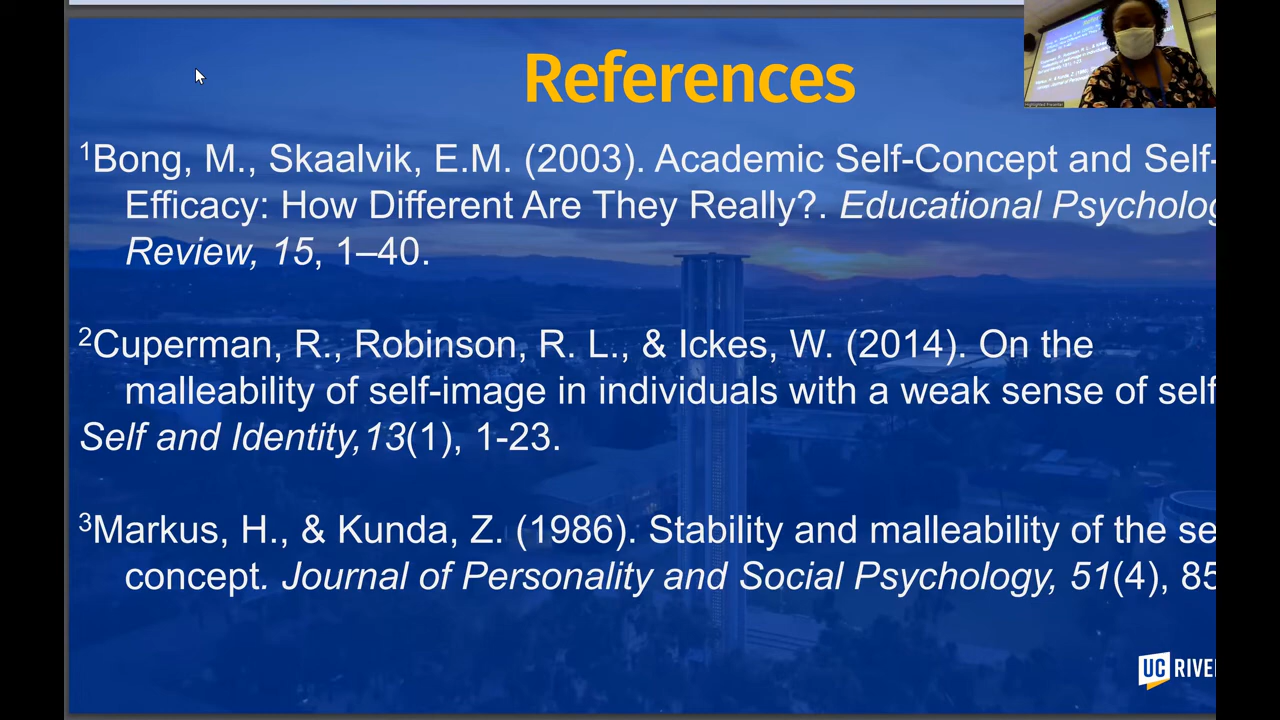 References
¹Bong, M., Skaalvik, E.M. (2003). Academic Self-Concept and Self-
Efficacy: How Different Are They Really?. Educational Psycholog
Review, 15, 1–40.
²Cuperman, R., Robinson, R. L., & Ickes, W. (2014). On the
malleability of self-image in individuals with a weak sense of self
Self and Identity,13(1), 1-23.
³Markus, H., & Kunda, Z. (1986). Stability and malleability of the se
concept. Journal of Personality and Social Psychology, 51(4), 85
UC RIVE